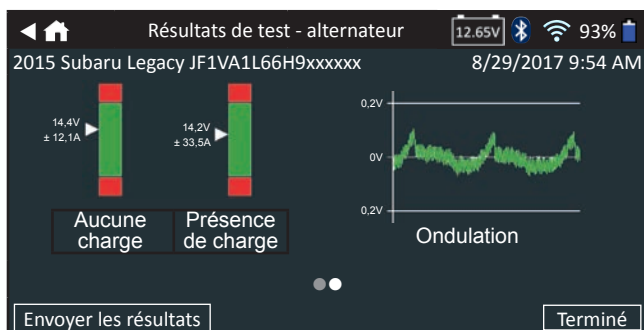 Résultats de test - alternateur
12.65V
93%
2015 Subaru Legacy JF1VA1L66H9xxxxxx
8/29/2017 9:54 AM
14,4V
± 12,1A
14,2V
± 33,5A
0,2V
0V
0,2V
Aucune
charge
Présence
de charge
Ondulation
Envoyer les résultats
Terminé